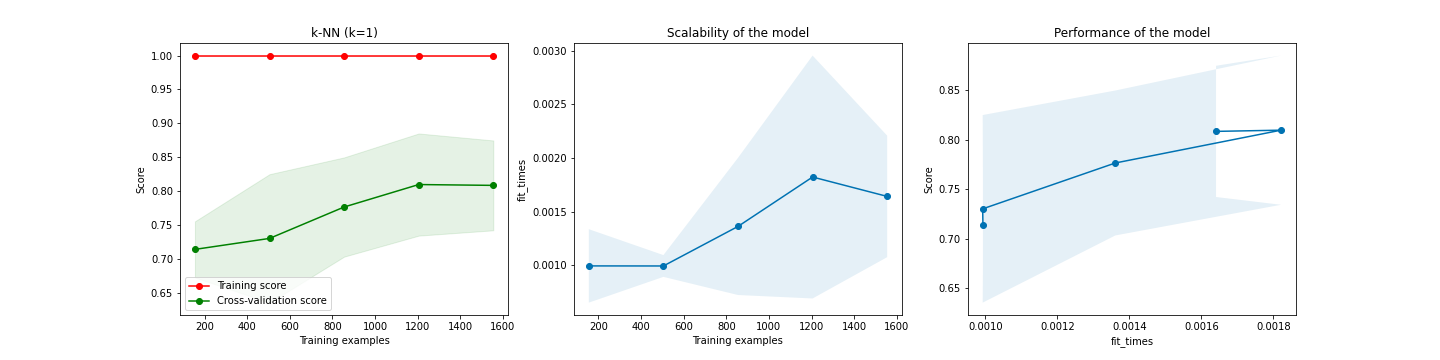 k-NN (k=1)
1.00
0.95
0.90
0.85
0.80
0.75
0.70
0.65
Score
Training score
Cross-validation score
200 400 600 800 1000 1200 1400 1600
Training examples
Scalability of the model
0.0030
0.0025
0.0020
0.0015
0.0010
fit_times
200 400 600 800 1000 1200 1400 1600
Training examples
Performance of the model
0.85
0.80
0.75
0.70
0.65
Score
0.0010 0.0012 0.0014 0.0016 0.0018
fit_times